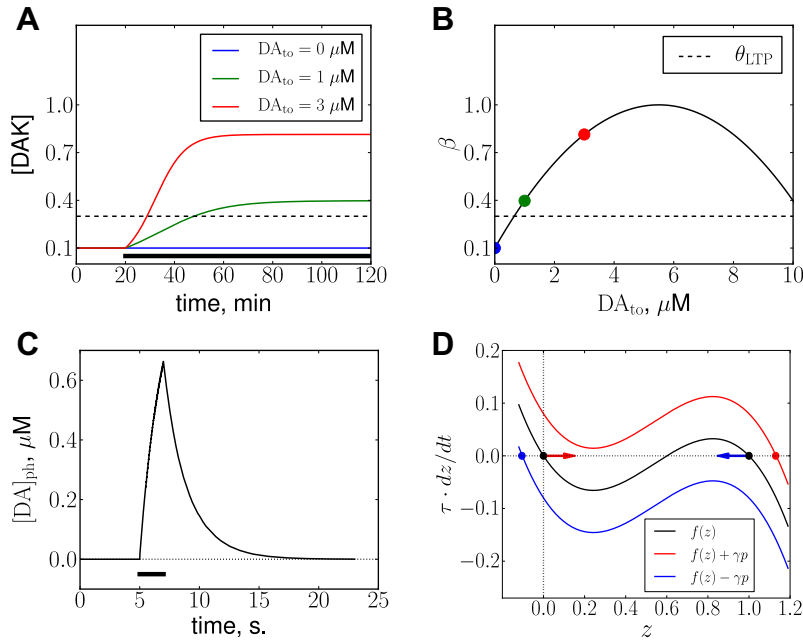 A
DA_to = 0 μM
DA_to = 1 μM
DA_to = 3 μM
[DAK]
1.0
0.7
0.4
0.1
0 20 40 60 80 100 120
time, min
B
θ_LTP
β
1.0
0.7
0.4
0.1
0 2 4 6 8 10
DA_to, μM
C
[DA]_ph, μM
0.6
0.4
0.2
0.0
0 5 10 15 20 25
time, s.
D
τ · dz/dt
0.2
0.1
0.0
−0.1
−0.2
f(z)
f(z) + γp
f(z) − γp
0.0 0.2 0.4 0.6 0.8 1.0 1.2
z